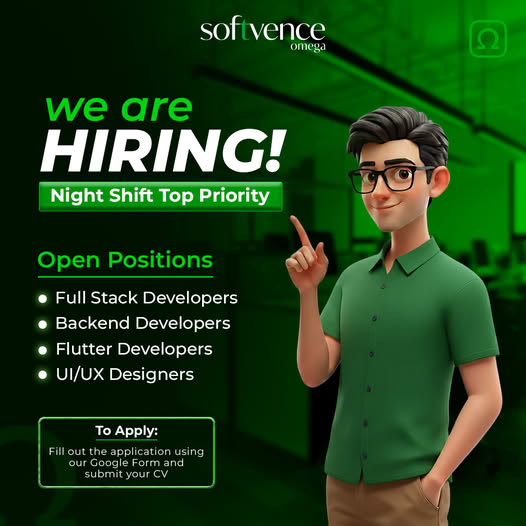 softvence
omega
we are
HIRING!
Night Shift Top Priority
Open Positions
Full Stack Developers
Backend Developers
Flutter Developers
UI/UX Designers
To Apply:
Fill out the application using
our Google Form and
submit your CV